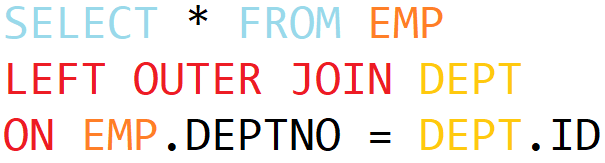 SELECT * FROM EMP
LEFT OUTER JOIN DEPT
ON EMP.DEPTNO = DEPT.ID